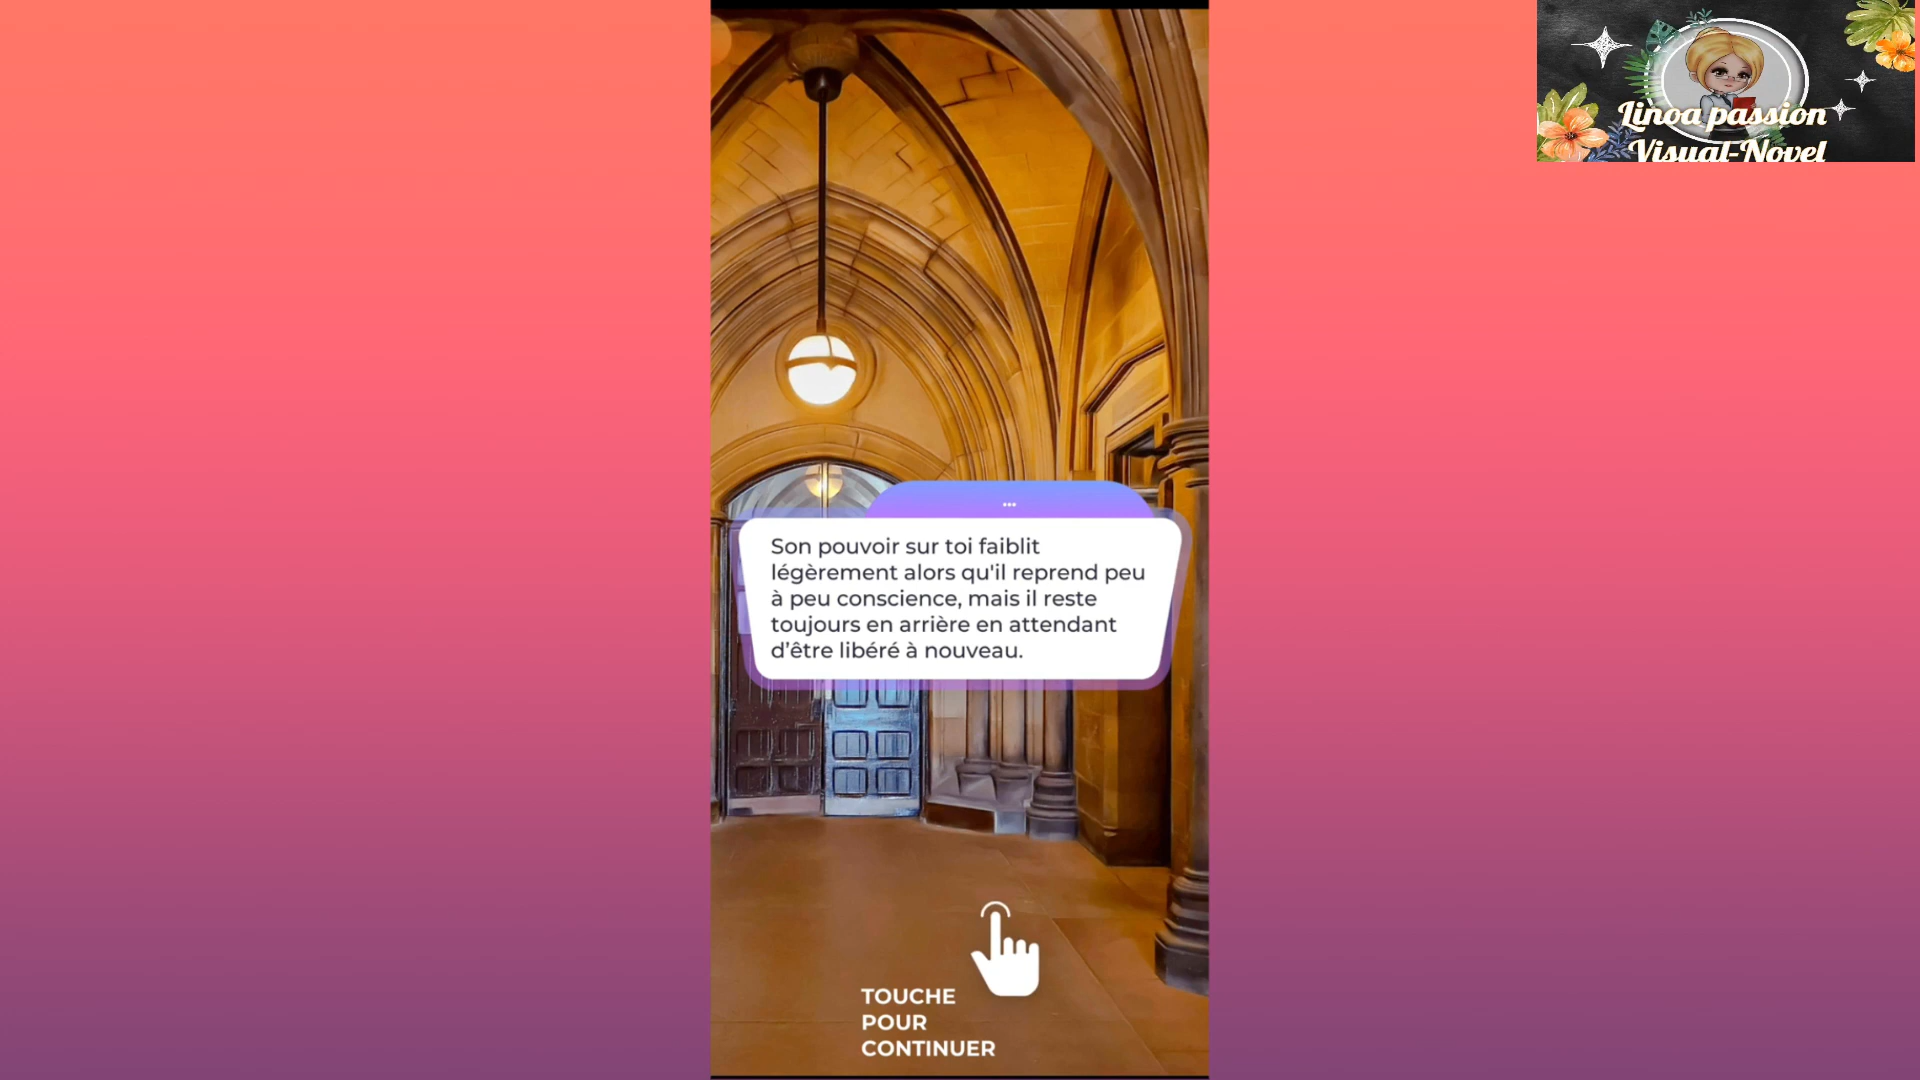 Linoa passion
Visual-Novel
...
Son pouvoir sur toi faiblit
légèrement alors qu'il reprend peu
à peu conscience, mais il reste
toujours en arrière en attendant
d'être libéré à nouveau.
TOUCHE
POUR
CONTINUER